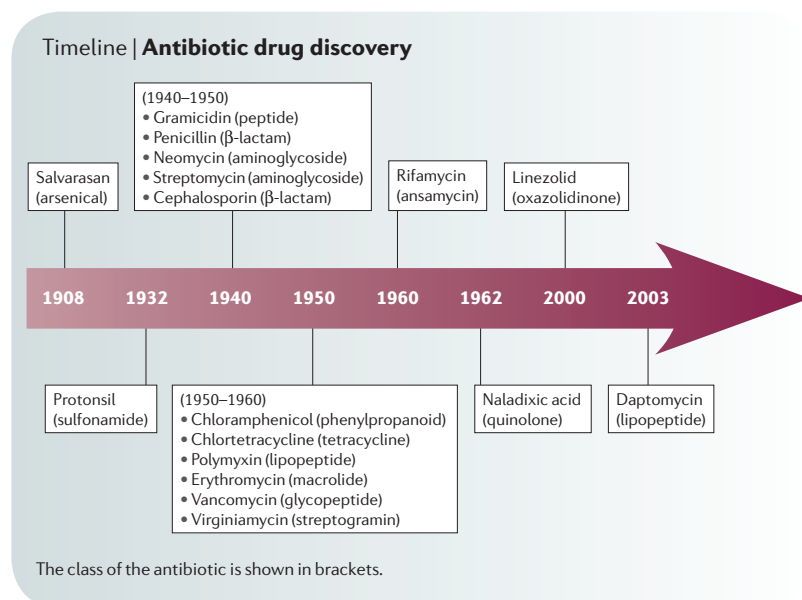 Timeline | Antibiotic drug discovery
(1940–1950)
• Gramicidin (peptide)
• Penicillin (β-lactam)
• Neomycin (aminoglycoside)
• Streptomycin (aminoglycoside)
• Cephalosporin (β-lactam)
Salvarasan
(arsenical)
Rifamycin
(ansamycin)
Linezolid
(oxazolidinone)
1908 1932 1940 1950 1960 1962 2000 2003
Protonsil
(sulfonamide)
(1950–1960)
• Chloramphenicol (phenylpropanoid)
• Chlortetracycline (tetracycline)
• Polymyxin (lipopeptide)
• Erythromycin (macrolide)
• Vancomycin (glycopeptide)
• Virginiamycin (streptogramin)
Naladixic acid
(quinolone)
Daptomycin
(lipopeptide)
The class of the antibiotic is shown in brackets.